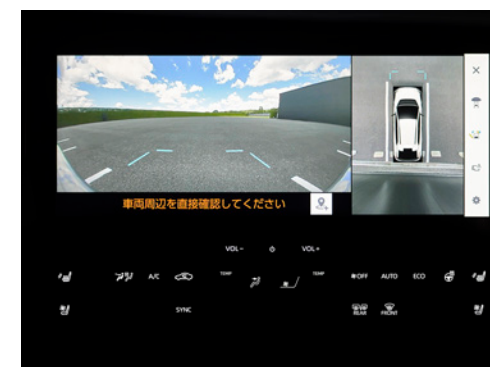 車両周辺を直接確認してください
VOL-
VOL+
A/C
TEMP
TEMP
OFF
AUTO
ECO
SYNC
REAR
FRONT